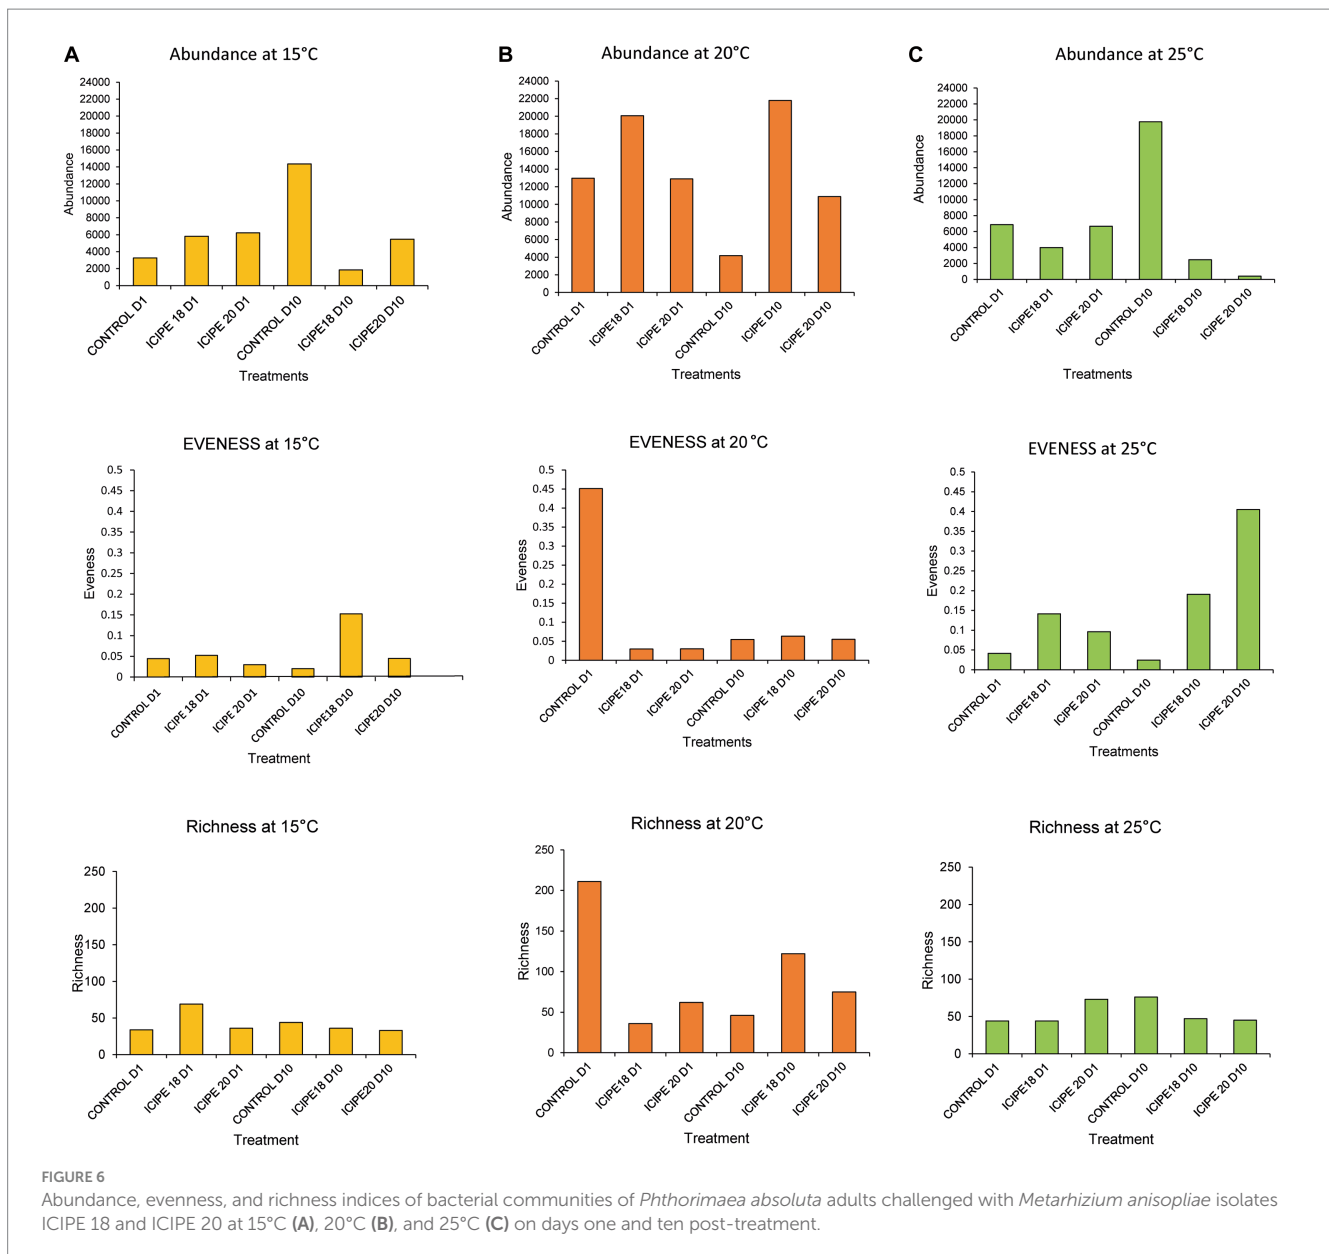 A
Abundance at 15°C
24000
22000
20000
18000
16000
14000
12000
10000
8000
6000
4000
2000
0
Abundance
CONTROL D1
ICIPE 18 D1
ICIPE 20 D1
CONTROL D10
ICIPE18 D10
ICIPE20 D10
Treatments
B
Abundance at 20°C
24000
22000
20000
18000
16000
14000
12000
10000
8000
6000
4000
2000
0
Abundance
CONTROL D1
ICIPE18 D1
ICIPE 20 D1
CONTROL D10
ICIPE D10
ICIPE 20 D10
Treatments
C
Abundance at 25°C
24000
22000
20000
18000
16000
14000
12000
10000
8000
6000
4000
2000
0
Abundance
CONTROL D1
ICIPE18 D1
ICIPE 20 D1
CONTROL D10
ICIPE18 D10
ICIPE 20 D10
Treatments
EVENESS at 15°C
0.5
0.45
0.4
0.35
0.3
0.25
0.2
0.15
0.1
0.05
0
Eveness
CONTROL D1
ICIPE 18 D1
ICIPE 20 D1
CONTROL D10
ICIPE18 D10
ICIPE20 D10
Treatment
EVENESS at 20°C
0.5
0.45
0.4
0.35
0.3
0.25
0.2
0.15
0.1
0.05
0
Eveness
CONTROL D1
ICIPE18 D1
ICIPE 20 D1
CONTROL D10
ICIPE 18 D10
ICIPE 20 D10
Treatments
EVENESS at 25°C
0.5
0.45
0.4
0.35
0.3
0.25
0.2
0.15
0.1
0.05
0
Eveness
CONTROL D1
ICIPE18 D1
ICIPE 20 D1
CONTROL D10
ICIPE18 D10
ICIPE 20 D10
Treatments
Richness at 15°C
250
200
150
100
50
0
Richness
CONTROL D1
ICIPE 18 D1
ICIPE 20 D1
CONTROL D10
ICIPE18 D10
ICIPE20 D10
Treatment
Richness at 20°C
250
200
150
100
50
0
Richness
CONTROL D1
ICIPE18 D1
ICIPE 20 D1
CONTROL D10
ICIPE 18 D10
ICIPE 20 D10
Treatment
Richness at 25°C
250
200
150
100
50
0
Richness
CONTROL D1
ICIPE18 D1
ICIPE 20 D1
CONTROL D10
ICIPE18 D10
ICIPE 20 D10
Treatment
FIGURE 6
Abundance, evenness, and richness indices of bacterial communities of Phthorimaea absoluta adults challenged with Metarhizium anisopliae isolates
ICIPE 18 and ICIPE 20 at 15°C (A), 20°C (B), and 25°C (C) on days one and ten post-treatment.